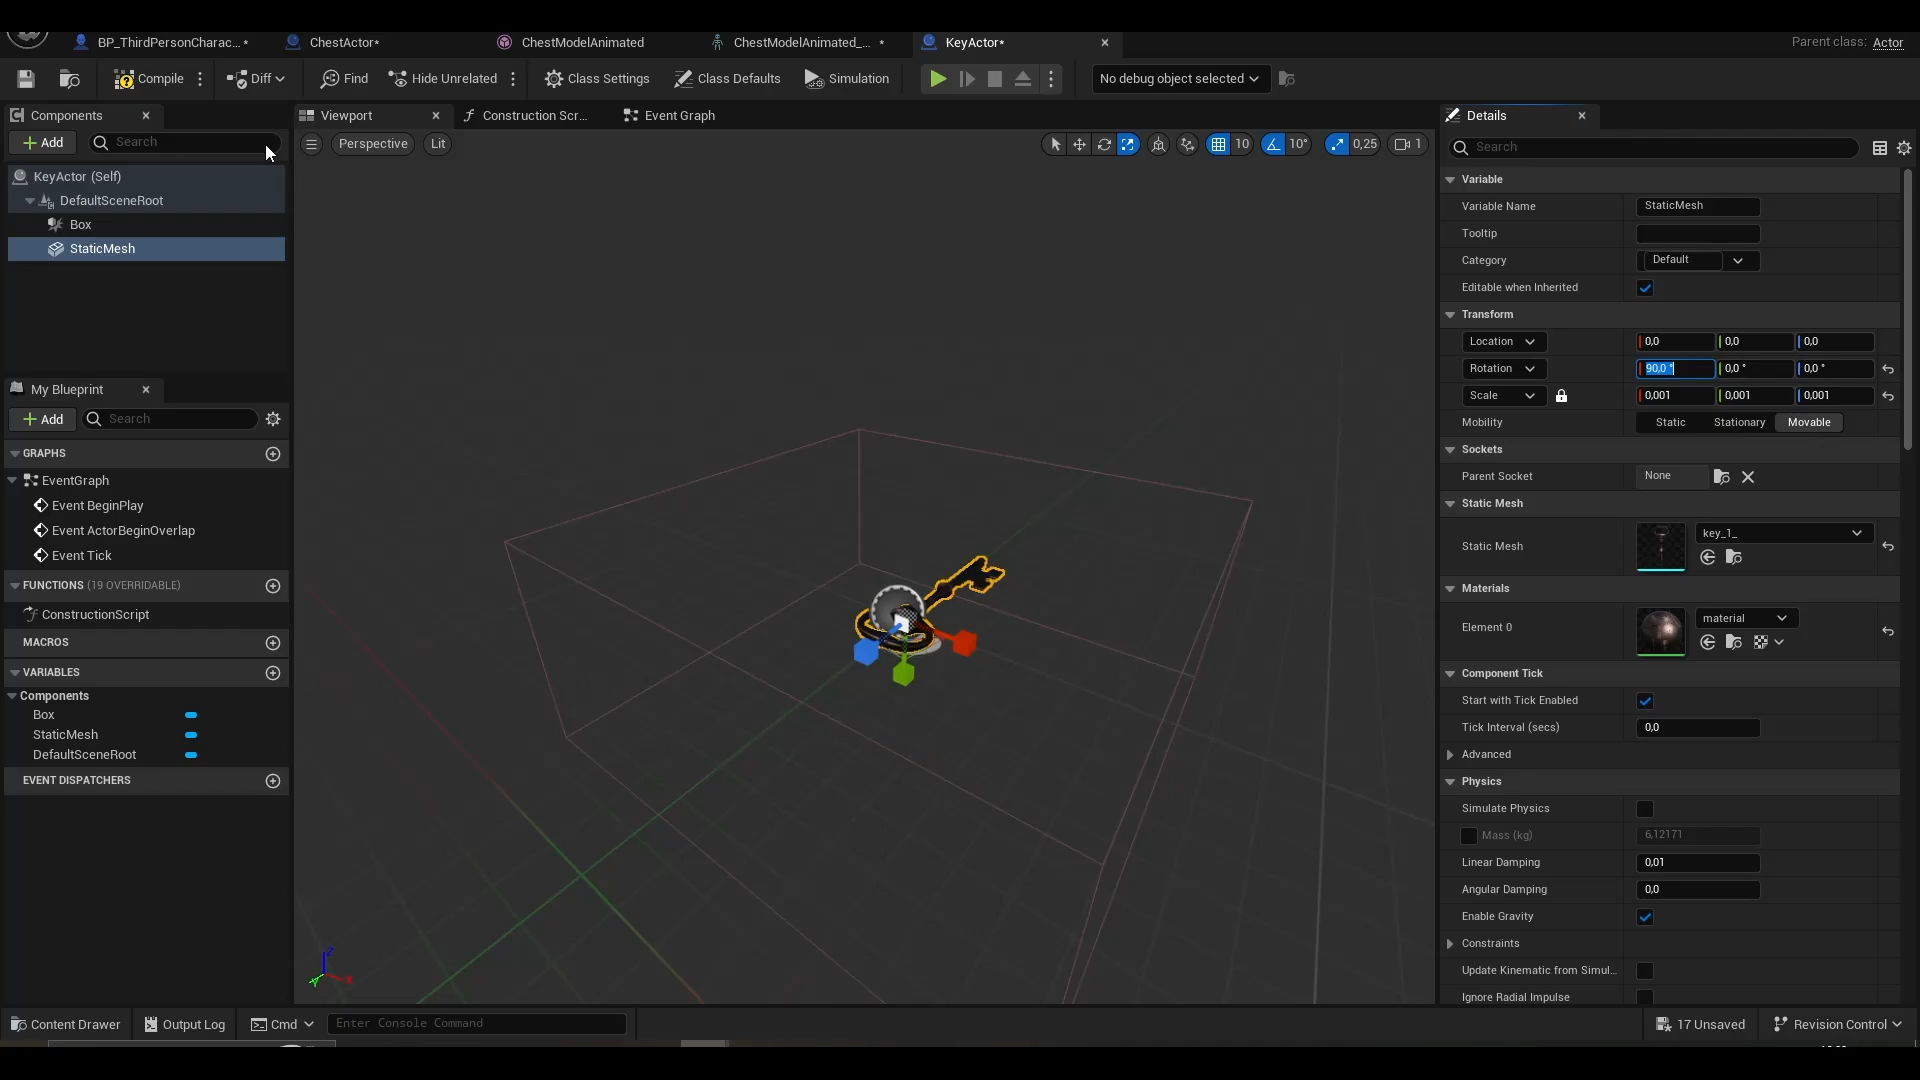 BP_ThirdPersonCharac... *
ChestActor*
ChestModelAnimated
ChestModelAnimated_... *
KeyActor*
Parent class: Actor
Compile
Diff
Find
Hide Unrelated
Class Settings
Class Defaults
Simulation
No debug object selected
Components
Viewport
Construction Scr...
Event Graph
Details
Add
Search
Perspective
Lit
10
10°
0,25
1
Search
KeyActor (Self)
DefaultSceneRoot
Box
StaticMesh
My Blueprint
Add
Search
GRAPHS
EventGraph
Event BeginPlay
Event ActorBeginOverlap
Event Tick
FUNCTIONS (19 OVERRIDABLE)
ConstructionScript
MACROS
VARIABLES
Components
Box
StaticMesh
DefaultSceneRoot
EVENT DISPATCHERS
Variable
Variable Name StaticMesh
Tooltip
Category Default
Editable when Inherited
Transform
Location 0,0 0,0 0,0
Rotation 90,0 ° 0,0 ° 0,0 °
Scale 0,001 0,001 0,001
Mobility Static Stationary Movable
Sockets
Parent Socket None
Static Mesh
Static Mesh key_1_
Materials
Element 0 material
Component Tick
Start with Tick Enabled
Tick Interval (secs) 0,0
Advanced
Physics
Simulate Physics
Mass (kg) 6,12171
Linear Damping 0,01
Angular Damping 0,0
Enable Gravity
Constraints
Update Kinematic from Simul...
Ignore Radial Impulse
Z
X
Y
Content Drawer
Output Log
Cmd
Enter Console Command
17 Unsaved
Revision Control